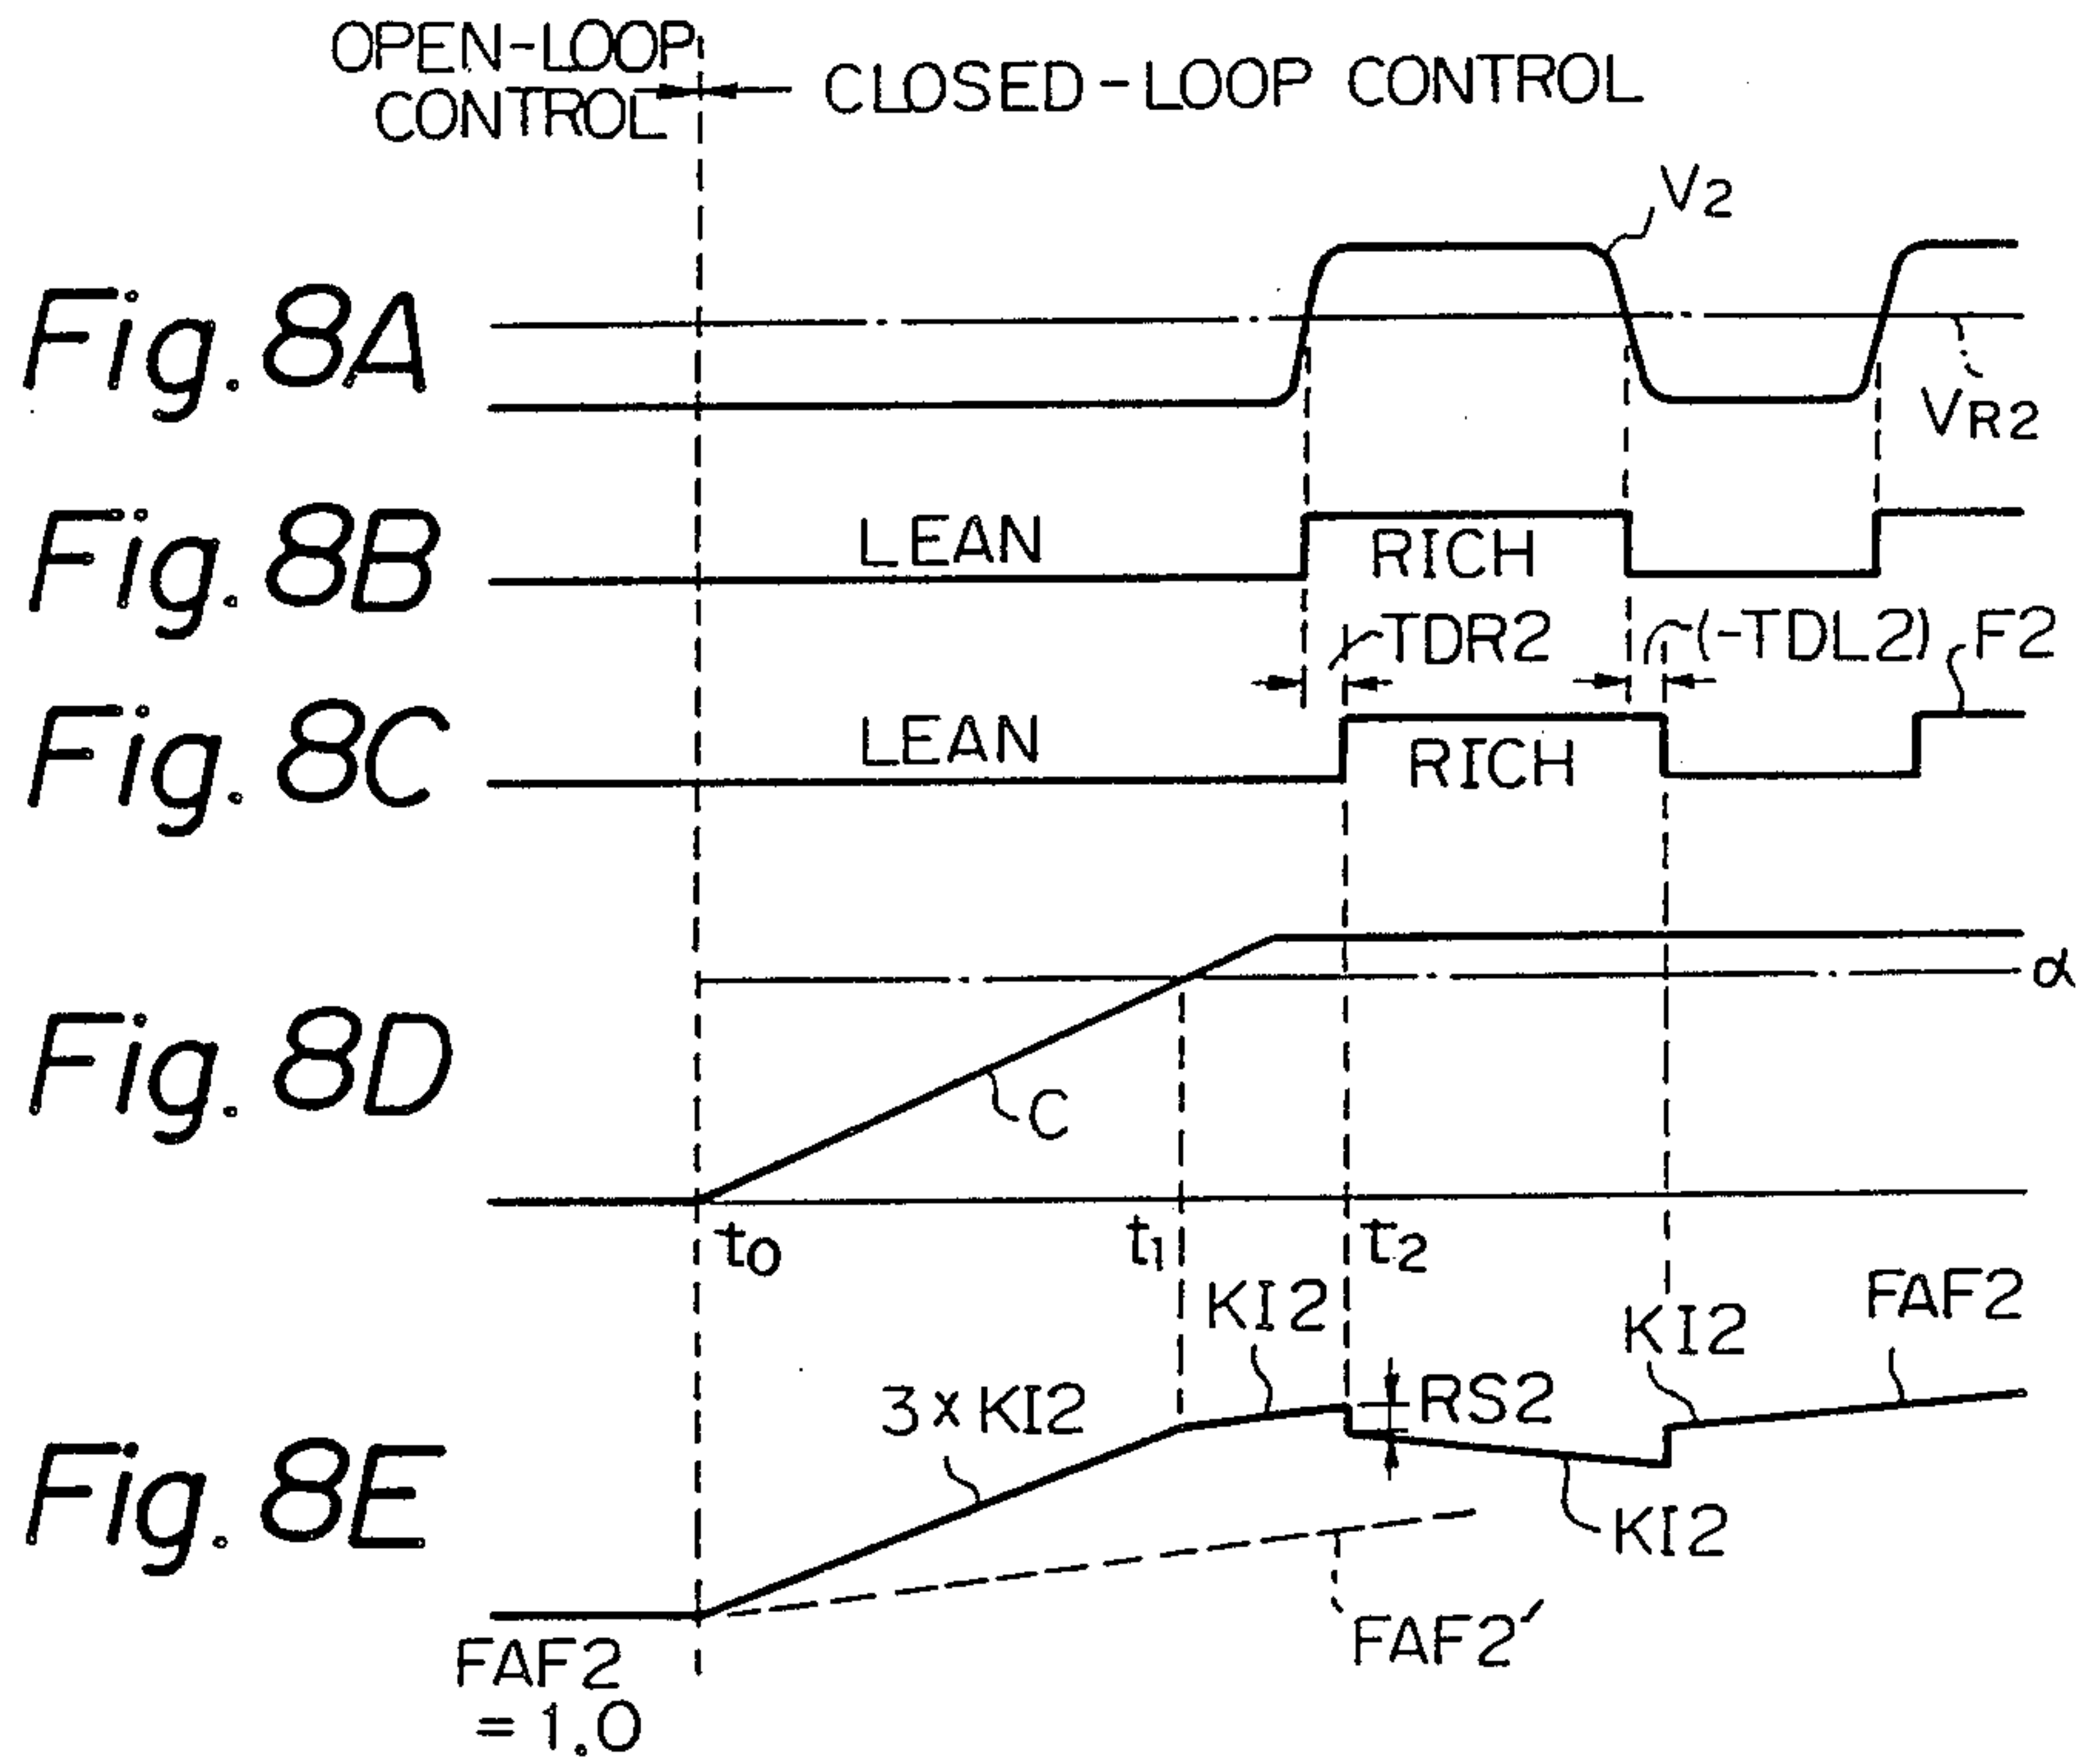 OPEN-LOOP
CONTROL
CLOSED-LOOP CONTROL
V2
Fig. 8A
VR2
Fig. 8B
LEAN
RICH
TDR2
(-TDL2)
F2
Fig. 8C
LEAN
RICH
α
Fig. 8D
C
t0
t1
t2
KI2
KI2
FAF2
3×KI2
RS2
Fig. 8E
KI2
FAF2′
FAF2
=1.0